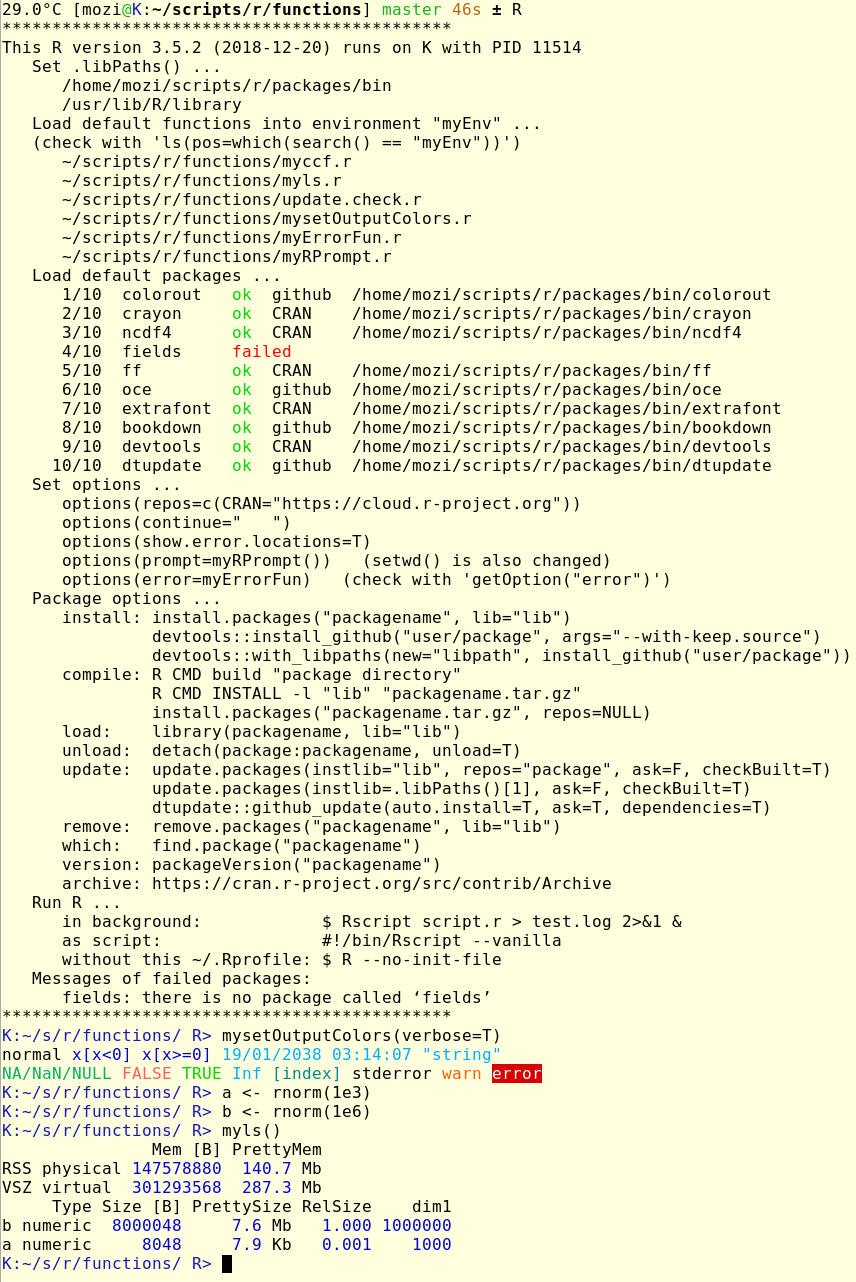 29.0°C [mozi@K:~/scripts/r/functions] master 46s ± R
*********************************************
This R version 3.5.2 (2018-12-20) runs on K with PID 11514
   Set .libPaths() ...
      /home/mozi/scripts/r/packages/bin
      /usr/lib/R/library
   Load default functions into environment "myEnv" ...
   (check with 'ls(pos=which(search() == "myEnv"))')
      ~/scripts/r/functions/myccf.r
      ~/scripts/r/functions/myls.r
      ~/scripts/r/functions/update.check.r
      ~/scripts/r/functions/mysetOutputColors.r
      ~/scripts/r/functions/myErrorFun.r
      ~/scripts/r/functions/myRPrompt.r
   Load default packages ...
      1/10  colorout   ok  github  /home/mozi/scripts/r/packages/bin/colorout
      2/10  crayon     ok  CRAN    /home/mozi/scripts/r/packages/bin/crayon
      3/10  ncdf4      ok  CRAN    /home/mozi/scripts/r/packages/bin/ncdf4
      4/10  fields     failed
      5/10  ff         ok  CRAN    /home/mozi/scripts/r/packages/bin/ff
      6/10  oce        ok  github  /home/mozi/scripts/r/packages/bin/oce
      7/10  extrafont  ok  CRAN    /home/mozi/scripts/r/packages/bin/extrafont
      8/10  bookdown   ok  github  /home/mozi/scripts/r/packages/bin/bookdown
      9/10  devtools   ok  CRAN    /home/mozi/scripts/r/packages/bin/devtools
     10/10  dtupdate   ok  github  /home/mozi/scripts/r/packages/bin/dtupdate
   Set options ...
      options(repos=c(CRAN="https://cloud.r-project.org"))
      options(continue="   ")
      options(show.error.locations=T)
      options(prompt=myRPrompt())   (setwd() is also changed)
      options(error=myErrorFun)   (check with 'getOption("error")')
   Package options ...
      install: install.packages("packagename", lib="lib")
               devtools::install_github("user/package", args="--with-keep.source")
               devtools::with_libpaths(new="libpath", install_github("user/package"))
      compile: R CMD build "package directory"
               R CMD INSTALL -l "lib" "packagename.tar.gz"
               install.packages("packagename.tar.gz", repos=NULL)
      load:    library(packagename, lib="lib")
      unload:  detach(package:packagename, unload=T)
      update:  update.packages(instlib="lib", repos="package", ask=F, checkBuilt=T)
               update.packages(instlib=.libPaths()[1], ask=F, checkBuilt=T)
               dtupdate::github_update(auto.install=T, ask=T, dependencies=T)
      remove:  remove.packages("packagename", lib="lib")
      which:   find.package("packagename")
      version: packageVersion("packagename")
      archive: https://cran.r-project.org/src/contrib/Archive
   Run R ...
      in background:            $ Rscript script.r > test.log 2>&1 &
      as script:                #!/bin/Rscript --vanilla
      without this ~/.Rprofile: $ R --no-init-file
   Messages of failed packages:
      fields: there is no package called ‘fields’
*********************************************
K:~/s/r/functions/ R> mysetOutputColors(verbose=T)
normal x[x<0] x[x>=0] 19/01/2038 03:14:07 "string"
NA/NaN/NULL FALSE TRUE Inf [index] stderror warn error
K:~/s/r/functions/ R> a <- rnorm(1e3)
K:~/s/r/functions/ R> b <- rnorm(1e6)
K:~/s/r/functions/ R> myls()
               Mem [B] PrettyMem
RSS physical 147578880  140.7 Mb
VSZ virtual  301293568  287.3 Mb
     Type Size [B] PrettySize RelSize    dim1
b numeric  8000048     7.6 Mb   1.000 1000000
a numeric     8048     7.9 Kb   0.001    1000
K:~/s/r/functions/ R>